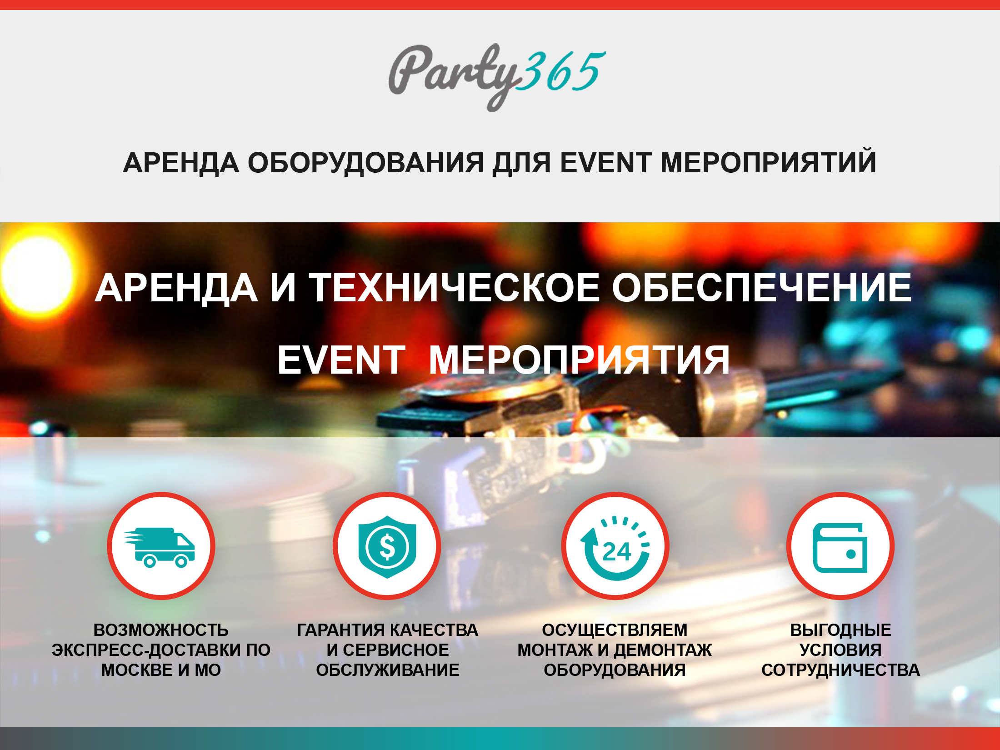 Party365
АРЕНДА ОБОРУДОВАНИЯ ДЛЯ EVENT МЕРОПРИЯТИЙ
АРЕНДА И ТЕХНИЧЕСКОЕ ОБЕСПЕЧЕНИЕ
EVENT МЕРОПРИЯТИЯ
$
24
ВОЗМОЖНОСТЬ
ЭКСПРЕСС-ДОСТАВКИ ПО
МОСКВЕ И МО
ГАРАНТИЯ КАЧЕСТВА
И СЕРВИСНОЕ
ОБСЛУЖИВАНИЕ
ОСУЩЕСТВЛЯЕМ
МОНТАЖ И ДЕМОНТАЖ
ОБОРУДОВАНИЯ
ВЫГОДНЫЕ
УСЛОВИЯ
СОТРУДНИЧЕСТВА